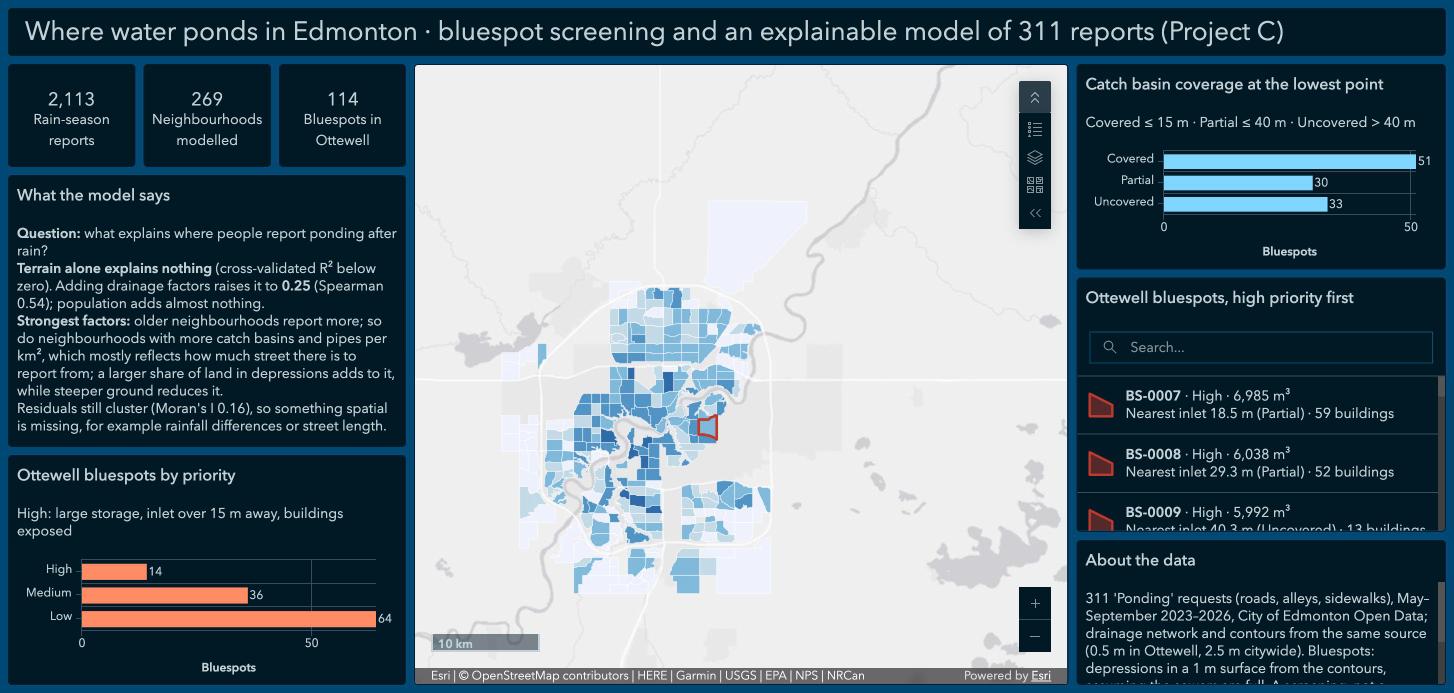 Where water ponds in Edmonton · bluespot screening and an explainable model of 311 reports (Project C)
2,113
Rain-season
reports
269
Neighbourhoods
modelled
114
Bluespots in
Ottewell
What the model says
Question: what explains where people report ponding after
rain?
Terrain alone explains nothing (cross-validated R² below
zero). Adding drainage factors raises it to 0.25 (Spearman
0.54); population adds almost nothing.
Strongest factors: older neighbourhoods report more; so
do neighbourhoods with more catch basins and pipes per
km², which mostly reflects how much street there is to
report from; a larger share of land in depressions adds to it,
while steeper ground reduces it.
Residuals still cluster (Moran's I 0.16), so something spatial
is missing, for example rainfall differences or street length.
Ottewell bluespots by priority
High: large storage, inlet over 15 m away, buildings
exposed
High 14
Medium 36
Low 64
0 50
Bluespots
10 km
Esri | © OpenStreetMap contributors | HERE | Garmin | USGS | EPA | NPS | NRCan
Powered by Esri
Catch basin coverage at the lowest point
Covered ≤ 15 m · Partial ≤ 40 m · Uncovered > 40 m
Covered 51
Partial 30
Uncovered 33
0 50
Bluespots
Ottewell bluespots, high priority first
Search...
BS-0007 · High · 6,985 m³
Nearest inlet 18.5 m (Partial) · 59 buildings
BS-0008 · High · 6,038 m³
Nearest inlet 29.3 m (Partial) · 52 buildings
BS-0009 · High · 5,992 m³
Nearest inlet 40.3 m (Uncovered) · 13 buildings
About the data
311 'Ponding' requests (roads, alleys, sidewalks), May–
September 2023–2026, City of Edmonton Open Data;
drainage network and contours from the same source
(0.5 m in Ottewell, 2.5 m citywide). Bluespots:
depressions in a 1 m surface from the contours,